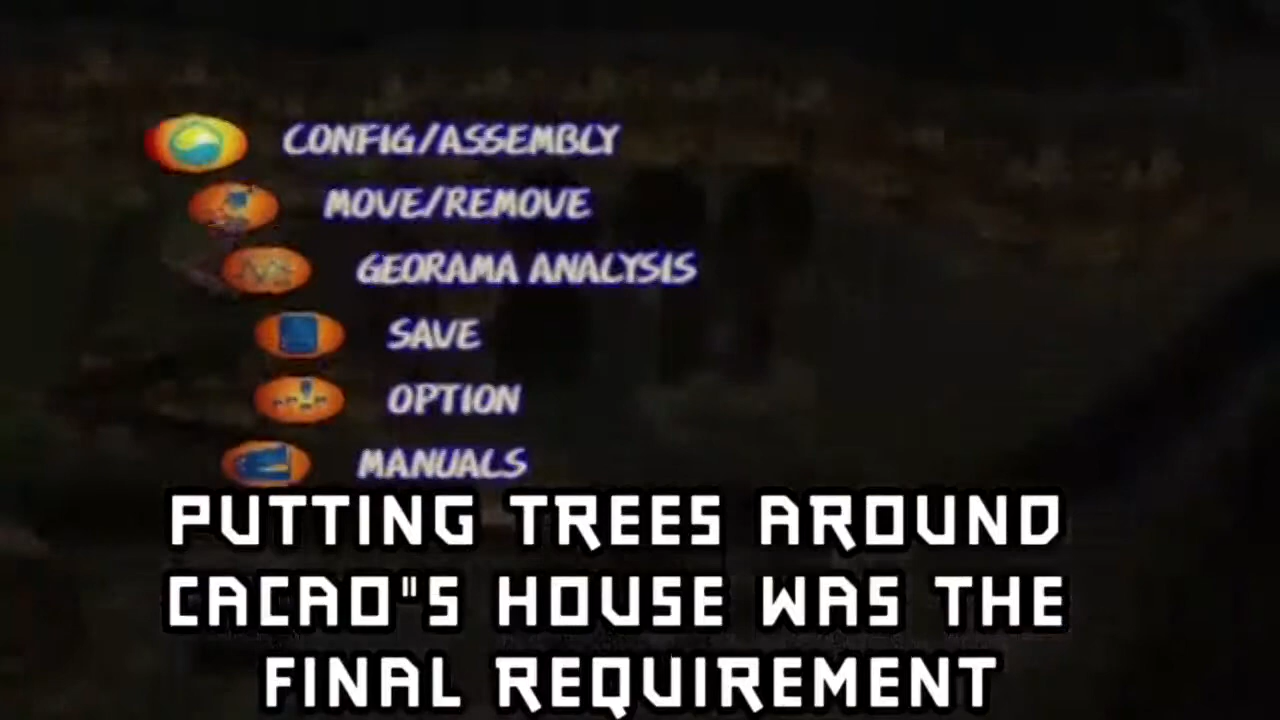 CONFIG/ASSEMBLY
MOVE/REMOVE
GEORAMA ANALYSIS
SAVE
OPTION
MANUALS
PUTTING TREES AROUND
CACAO"S HOUSE WAS THE
FINAL REQUIREMENT